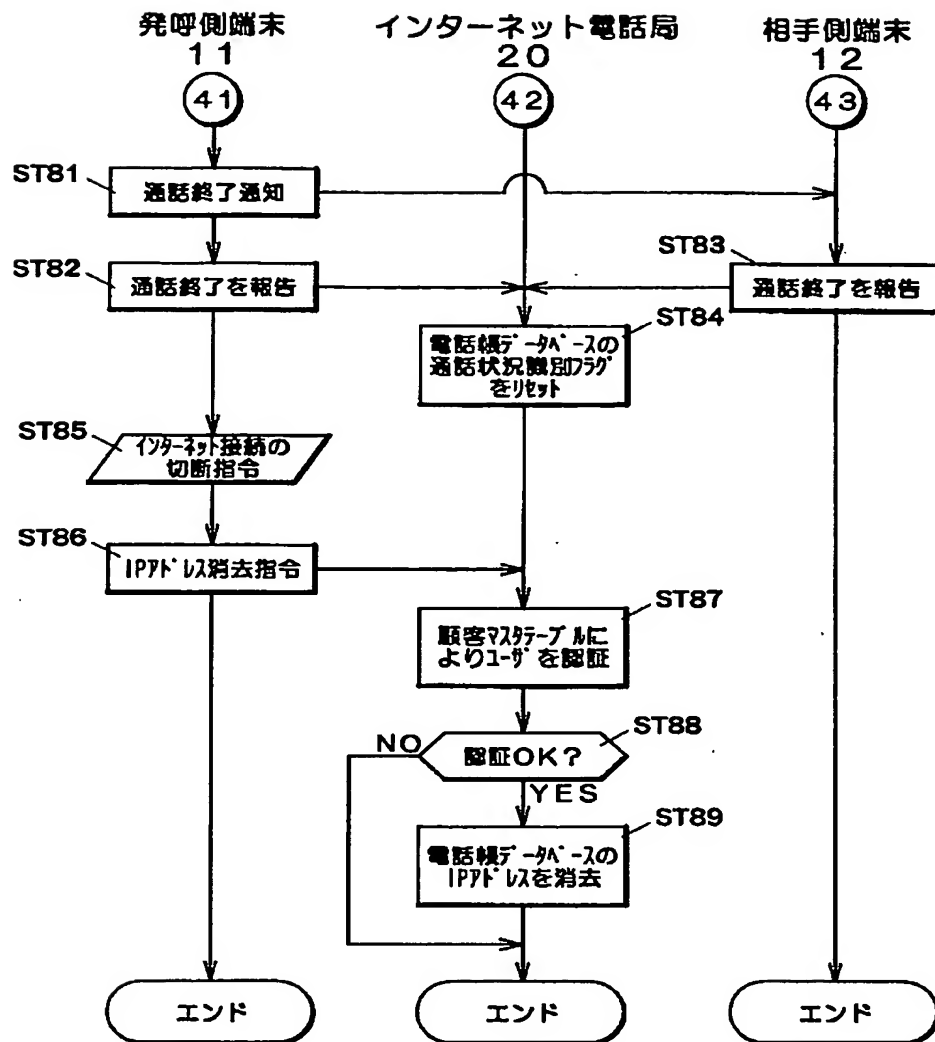 発呼側端末
11
インターネット電話局
20
相手側端末
12
41
42
43
ST81
通話終了通知
ST82
通話終了を報告
ST83
通話終了を報告
ST84
電話帳ﾃﾞｰﾀﾍﾞｰｽの
通話状況識別ﾌﾗｸﾞ
をﾘｾｯﾄ
ST85
ｲﾝﾀｰﾈｯﾄ接続の
切断指令
ST86
IPｱﾄﾞﾚｽ消去指令
ST87
顧客ﾏｽﾀﾃｰﾌﾞﾙに
よりﾕｰｻﾞを認証
ST88
認証OK?
NO
YES
ST89
電話帳ﾃﾞｰﾀﾍﾞｰｽの
IPｱﾄﾞﾚｽを消去
エンド
エンド
エンド